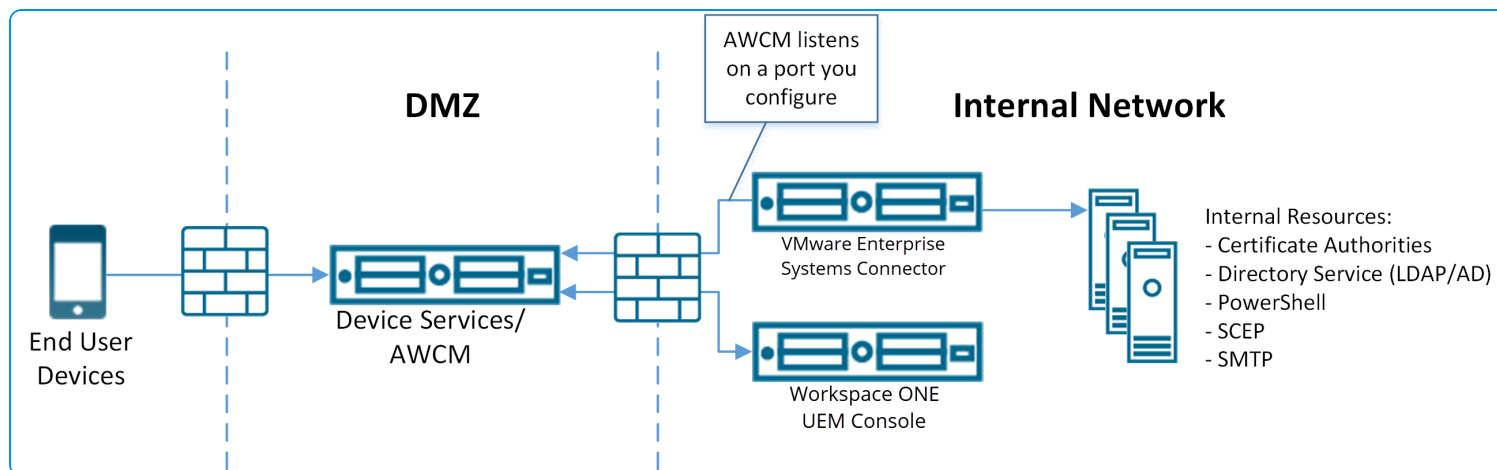 AWCM listens
on a port you
configure
DMZ
Internal Network
End User
Devices
Device Services/
AWCM
VMware Enterprise
Systems Connector
Workspace ONE
UEM Console
Internal Resources:
- Certificate Authorities
- Directory Service (LDAP/AD)
- PowerShell
- SCEP
- SMTP